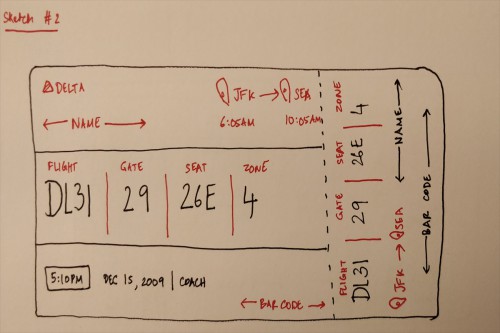 Sketch #2
DELTA
JFK → SEA
6:05AM 10:05AM
← NAME →
FLIGHT GATE SEAT ZONE
DL31 29 26E 4
5:10PM DEC 15, 2009 | COACH
← BAR CODE →
FLIGHT GATE SEAT ZONE
DL31 29 26E 4
JFK → SEA
← NAME →
← BAR CODE →